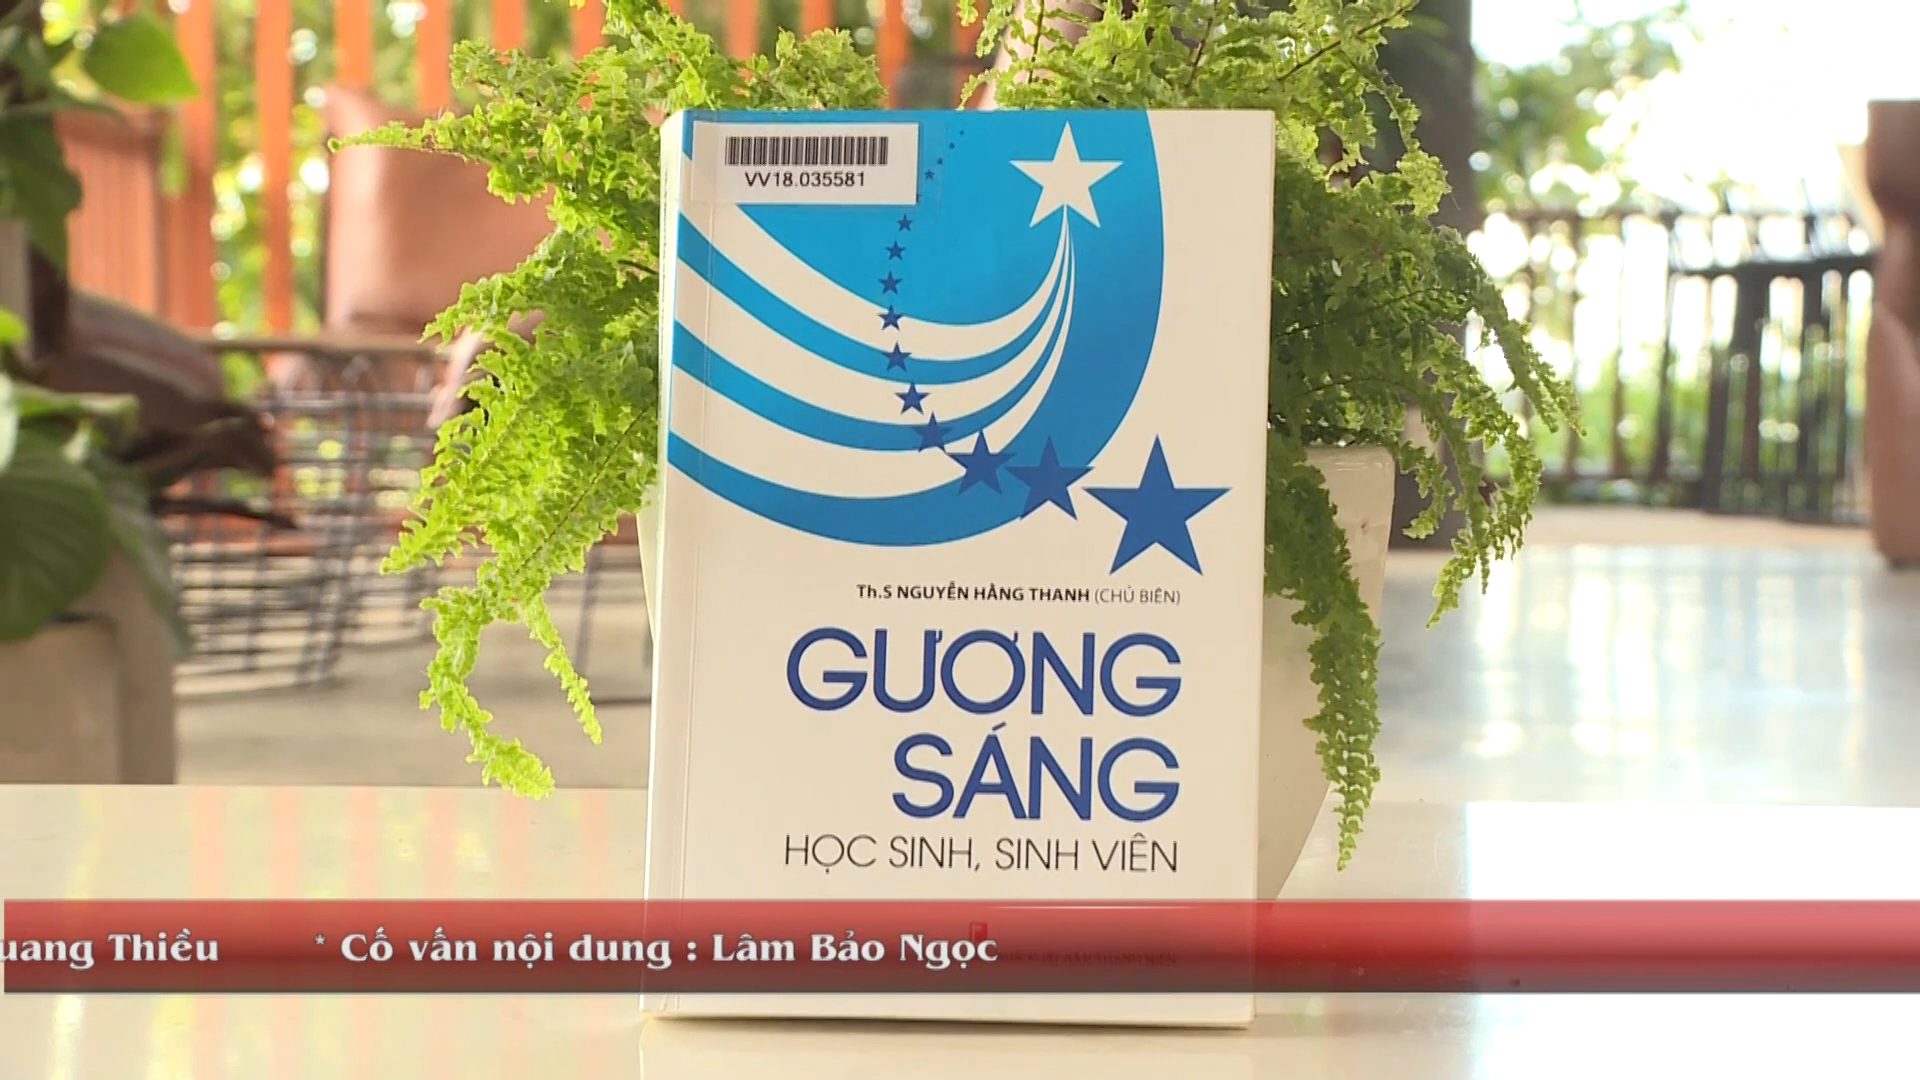 VV18.035581
Th.S NGUYỄN HẰNG THANH (CHỦ BIÊN)
GƯƠNG
SÁNG
HỌC SINH, SINH VIÊN
Thiều * Cố vấn nội dung : Lâm Bảo Ngọc